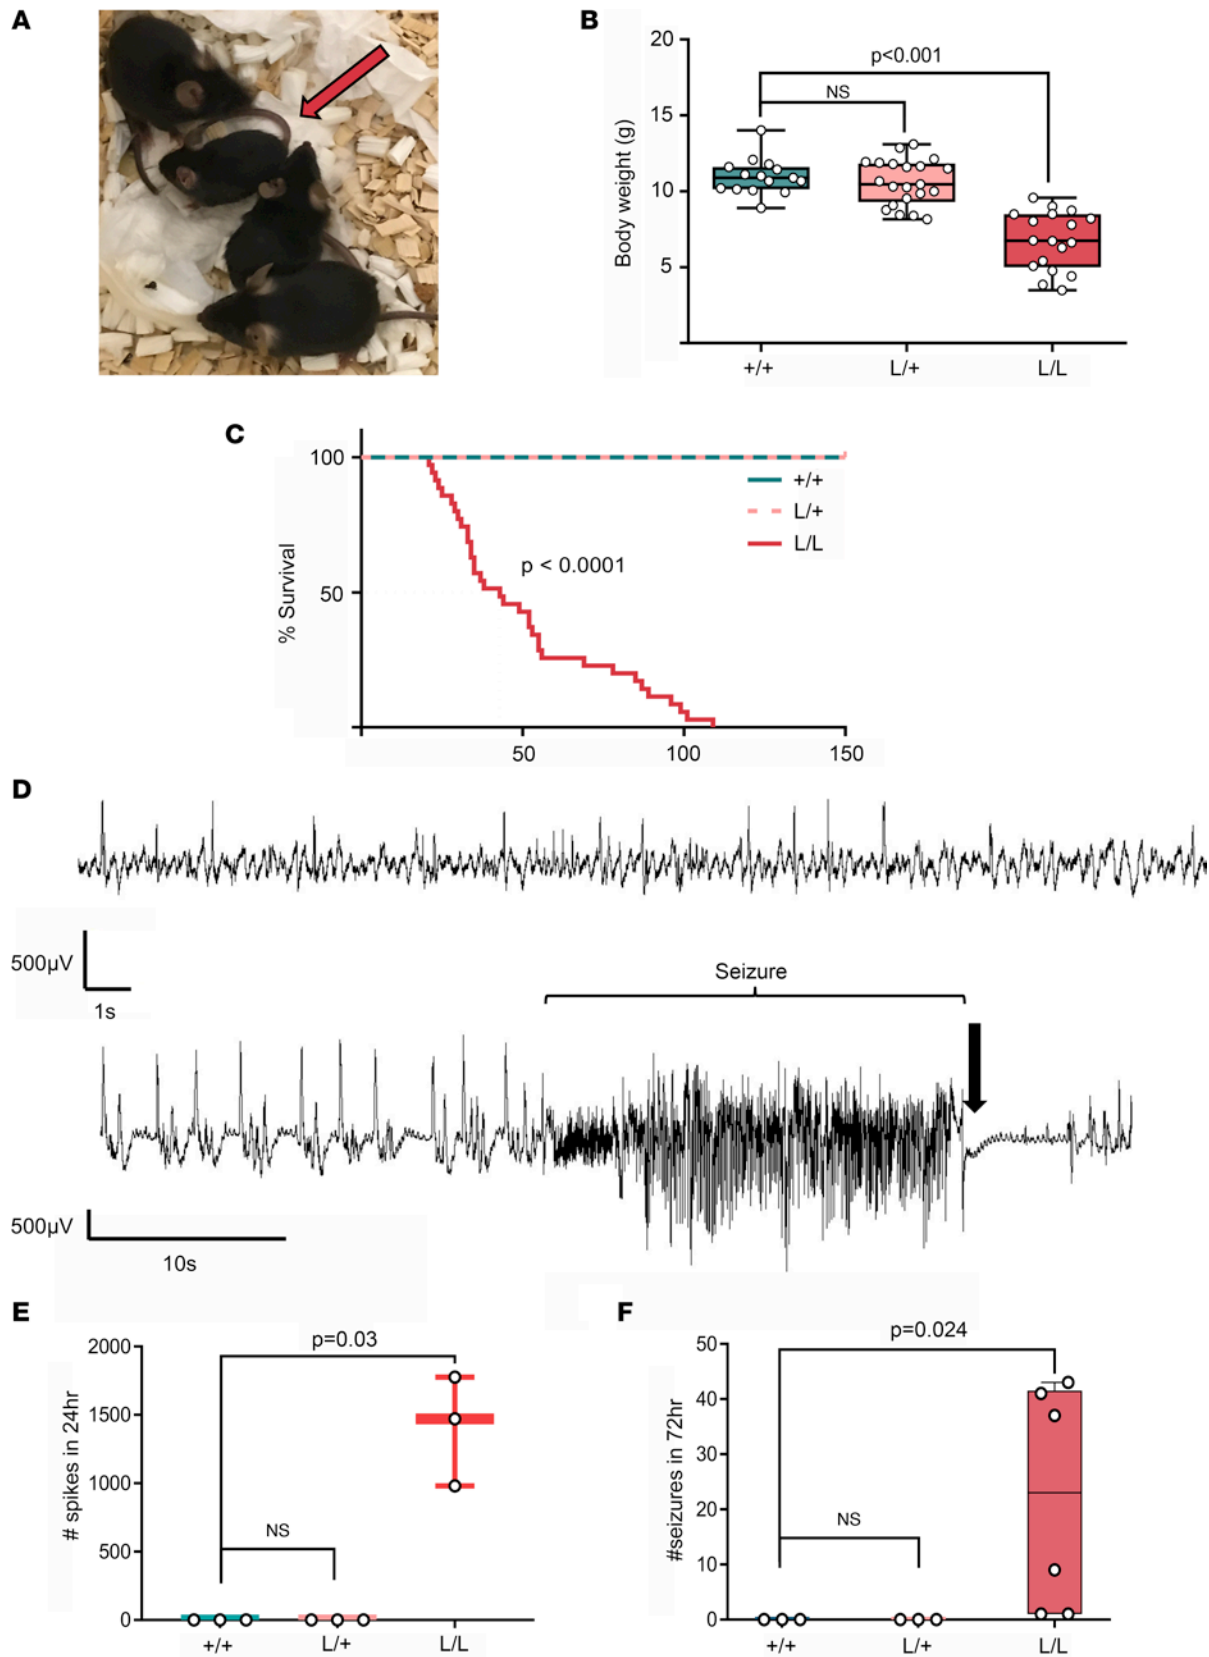 A
B
20
15
10
5
Body weight (g)
p<0.001
NS
+/+
L/+
L/L
C
100
50
% Survival
+/+
L/+
L/L
p < 0.0001
50
100
150
D
500µV
1s
Seizure
500µV
10s
E
2000
1500
1000
500
0
# spikes in 24hr
p=0.03
NS
+/+
L/+
L/L
F
50
40
30
20
10
0
#seizures in 72hr
p=0.024
NS
+/+
L/+
L/L